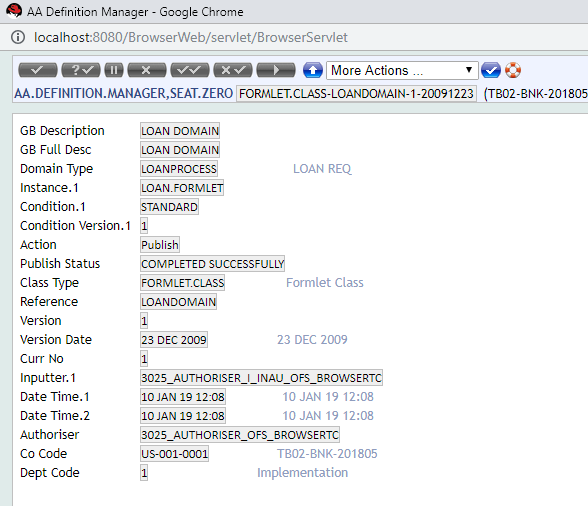 AA Definition Manager - Google Chrome
localhost:8080/BrowserWeb/servlet/BrowserServlet
More Actions ...
AA.DEFINITION.MANAGER,SEAT.ZERO FORMLET.CLASS-LOANDOMAIN-1-20091223 (TB02-BNK-201805
GB Description LOAN DOMAIN
GB Full Desc LOAN DOMAIN
Domain Type LOANPROCESS LOAN REQ
Instance.1 LOAN.FORMLET
Condition.1 STANDARD
Condition Version.1 1
Action Publish
Publish Status COMPLETED SUCCESSFULLY
Class Type FORMLET.CLASS Formlet Class
Reference LOANDOMAIN
Version 1
Version Date 23 DEC 2009 23 DEC 2009
Curr No 1
Inputter.1 3025_AUTHORISER_I_INAU_OFS_BROWSERTC
Date Time.1 10 JAN 19 12:08 10 JAN 19 12:08
Date Time.2 10 JAN 19 12:08 10 JAN 19 12:08
Authoriser 3025_AUTHORISER_OFS_BROWSERTC
Co Code US-001-0001 TB02-BNK-201805
Dept Code 1 Implementation